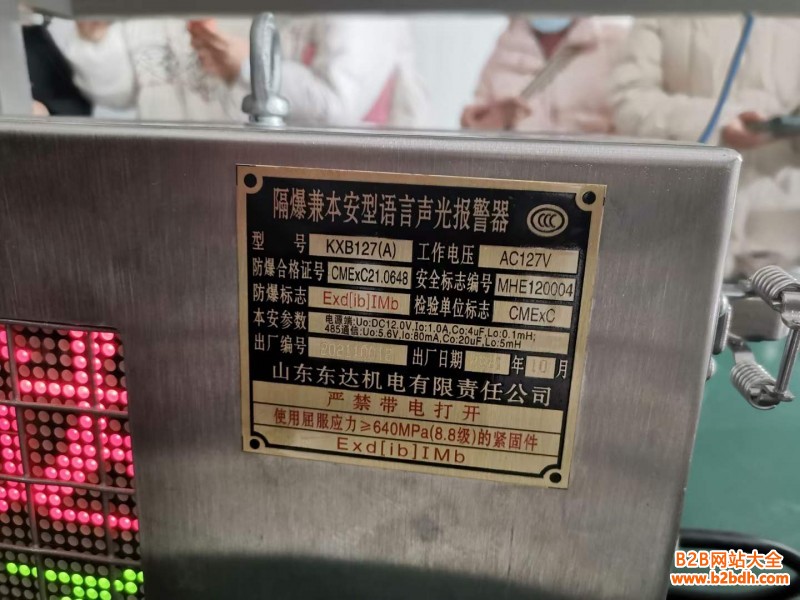 隔爆兼本安型语言声光报警器
型 号 KXB127(A) 工作电压 AC127V
防爆合格证号 CMExC21.0648 安全标志编号 MHE120004
防爆标志 Exd[ib]IMb 检验单位标志 CMExC
本安参数 电源端:Uo:DC12.0V,Io:1.0A,Co:4uF,Lo:0.1mH;
485通信:Uo:5.6V,Io:80mA,Co:20uF,Lo:5mH
出厂编号 出厂日期 年 10 月
山东东达机电有限责任公司
严禁带电打开
使用屈服应力≥640MPa(8.8级)的紧固件
Exd[ib]IMb
B2B网站大全
www.b2bdh.com